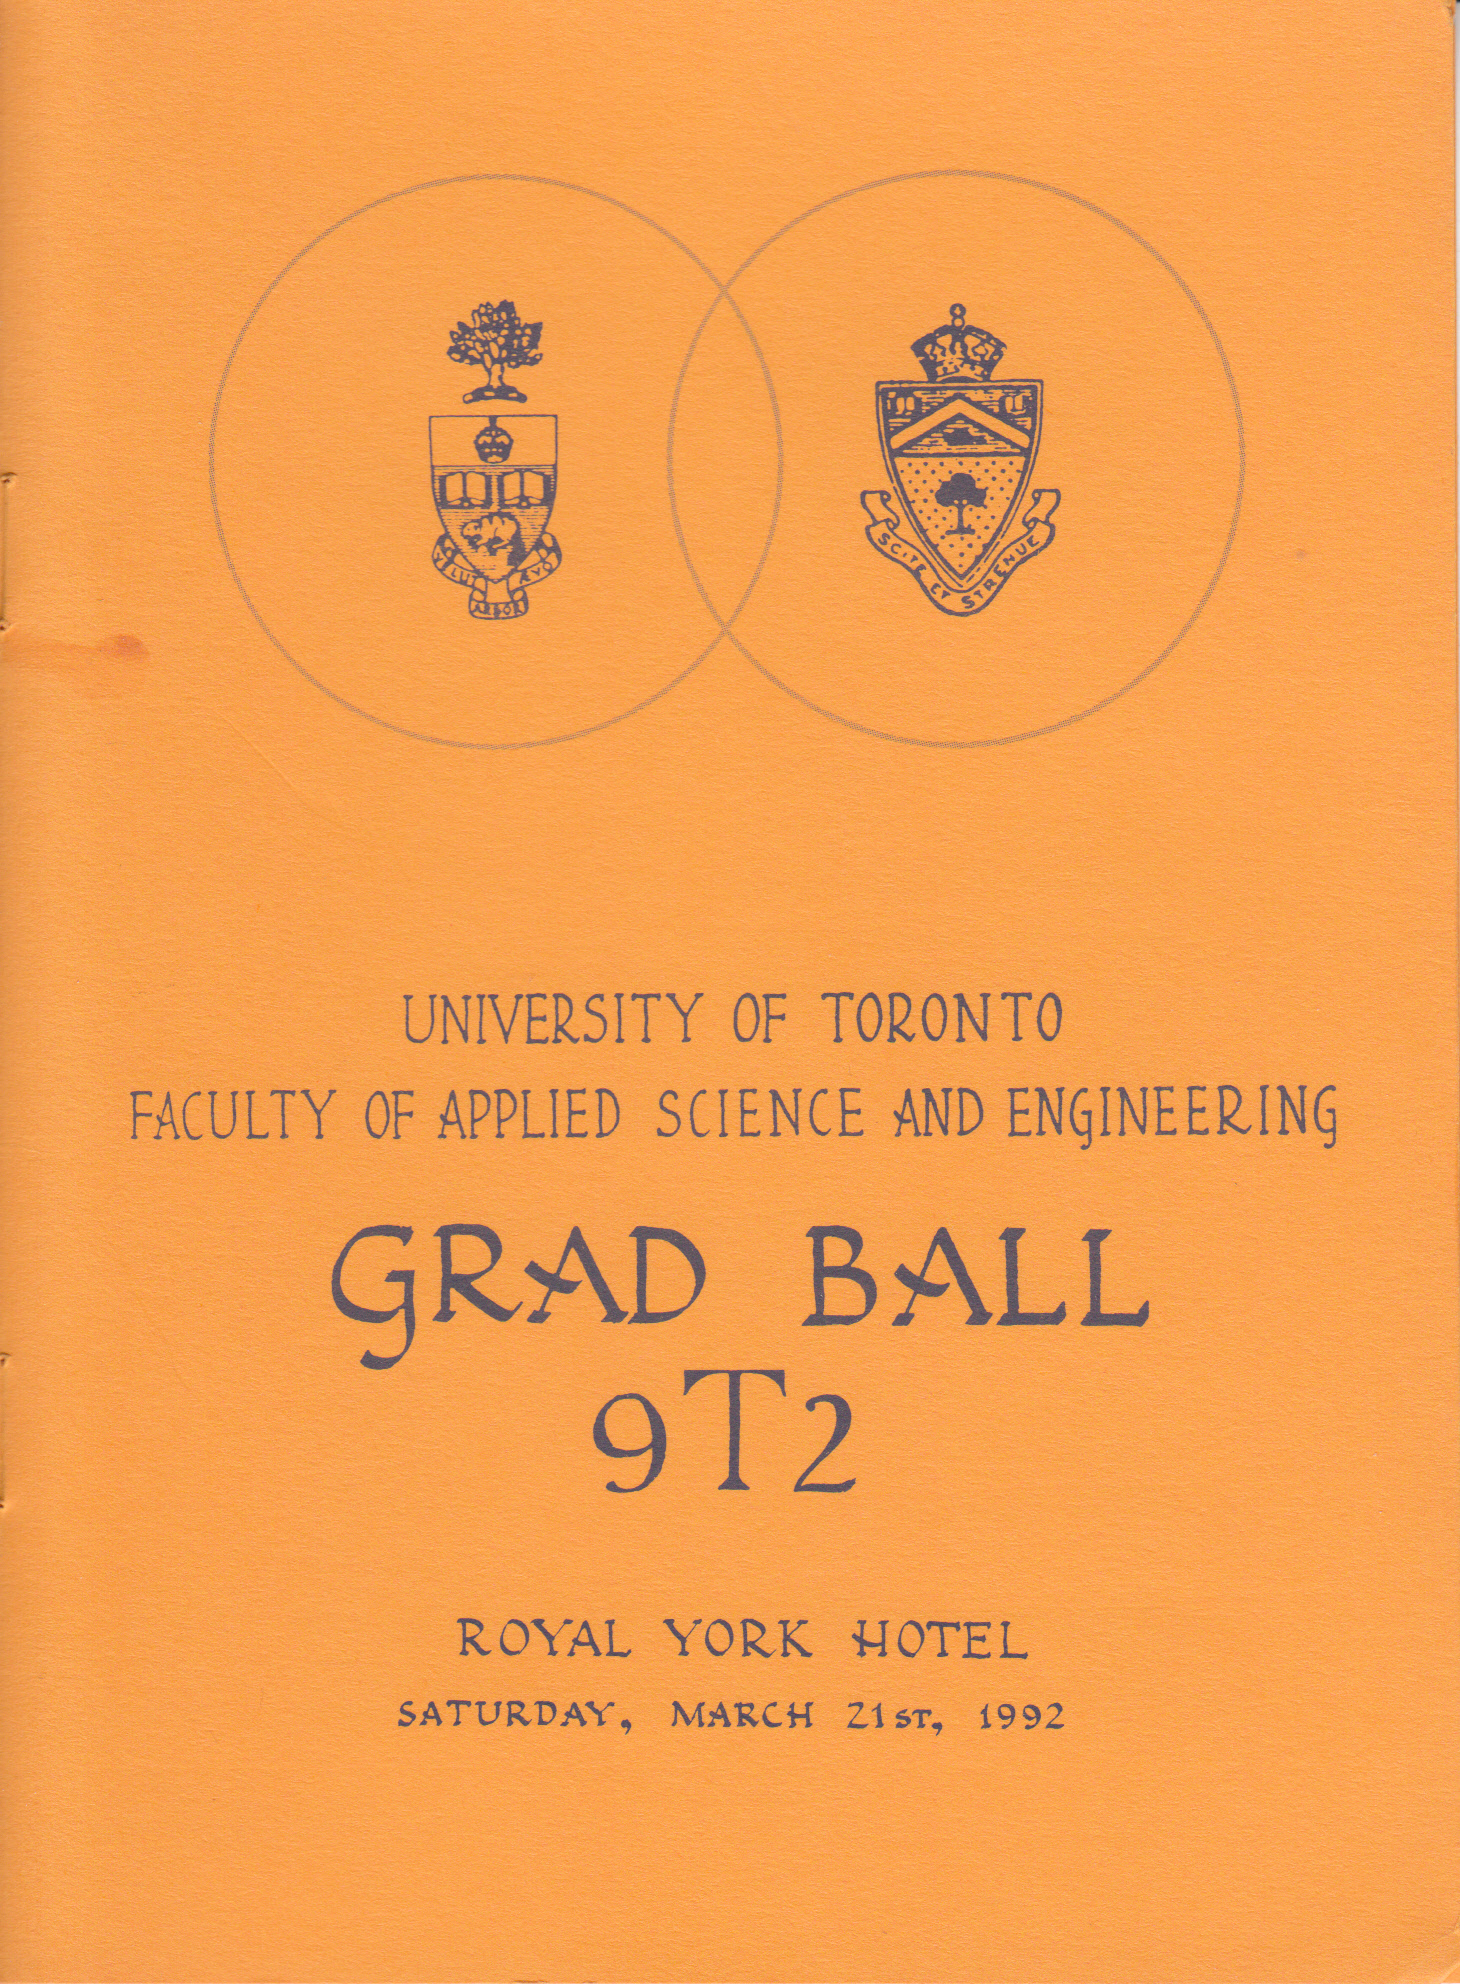 VELUT ARBOR ÆVO
SCITE ET STRENUE
UNIVERSITY OF TORONTO
FACULTY OF APPLIED SCIENCE AND ENGINEERING
GRAD BALL
9T2
ROYAL YORK HOTEL
SATURDAY, MARCH 21ST, 1992